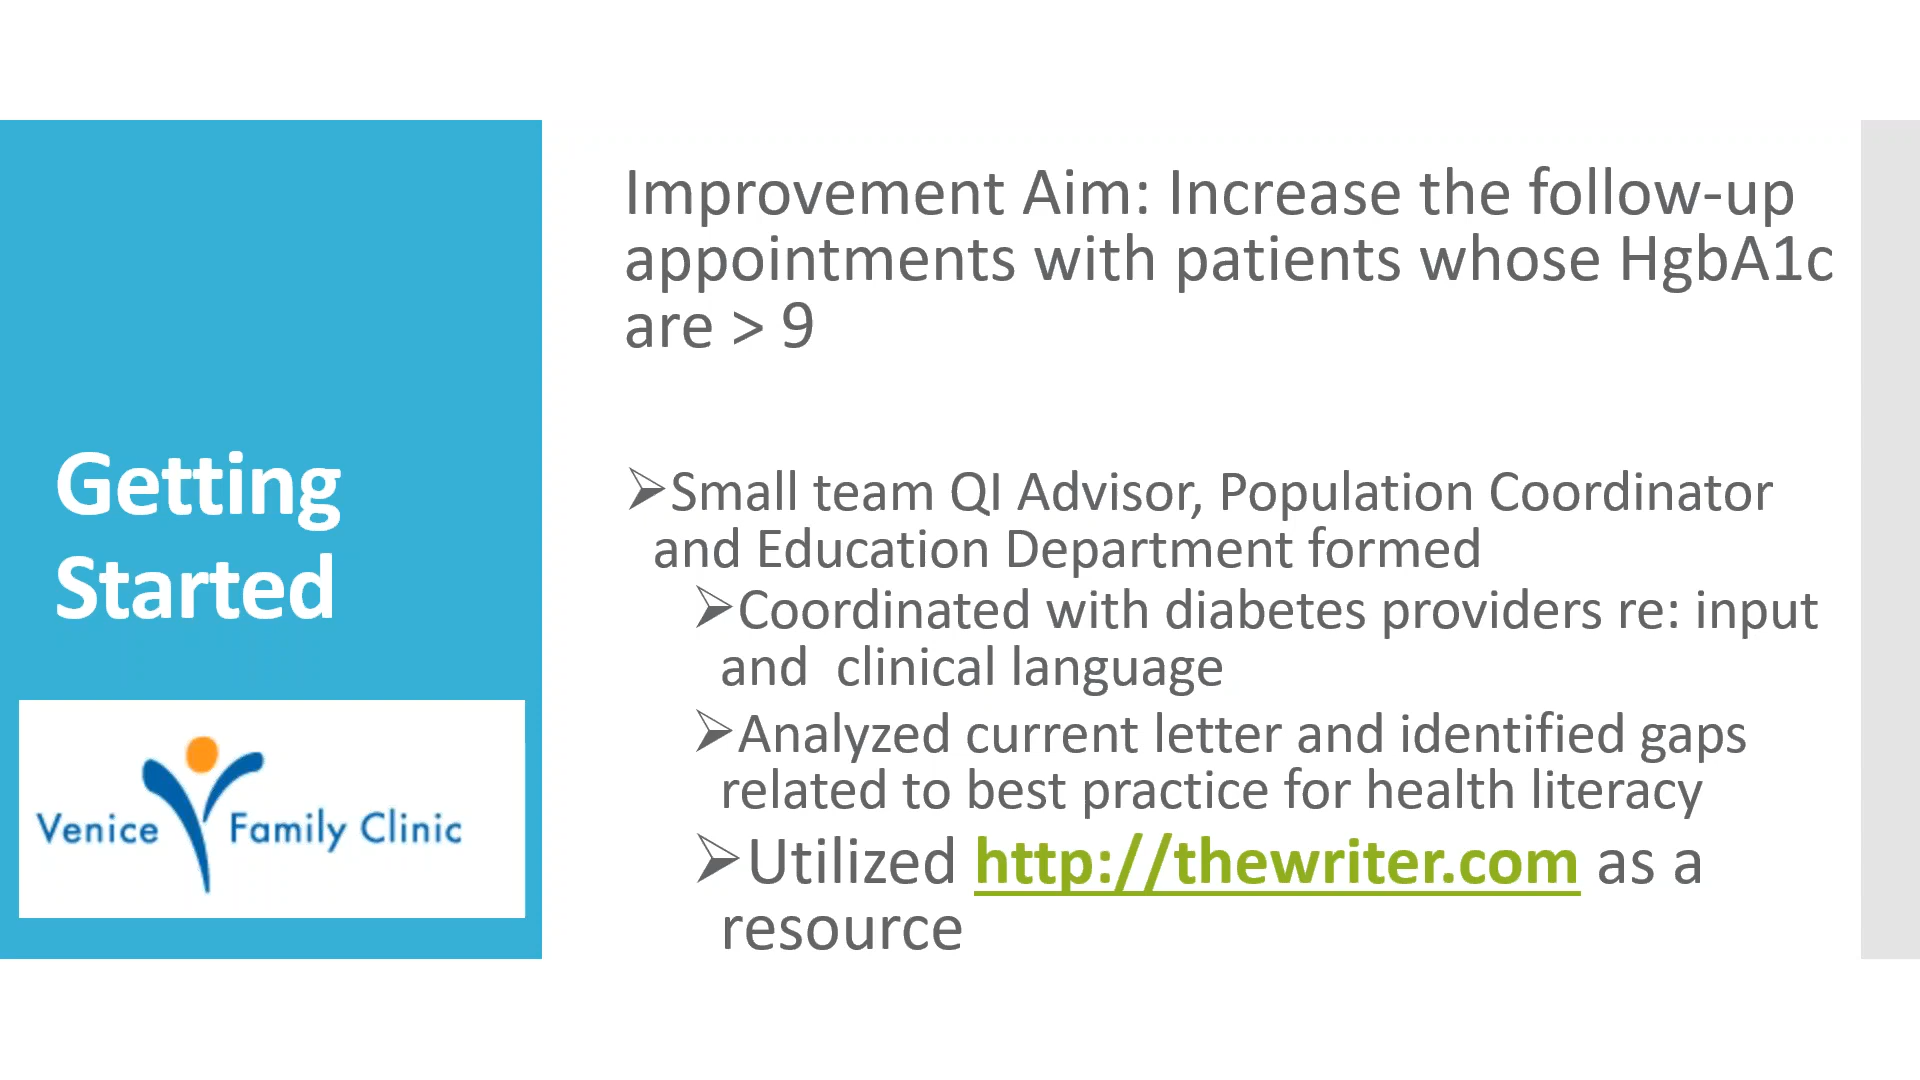 Getting
Started
Venice Family Clinic
Improvement Aim: Increase the follow-up
appointments with patients whose HgbA1c
are > 9
➢Small team QI Advisor, Population Coordinator
and Education Department formed
➢Coordinated with diabetes providers re: input
and  clinical language
➢Analyzed current letter and identified gaps
related to best practice for health literacy
➢Utilized http://thewriter.com as a
resource